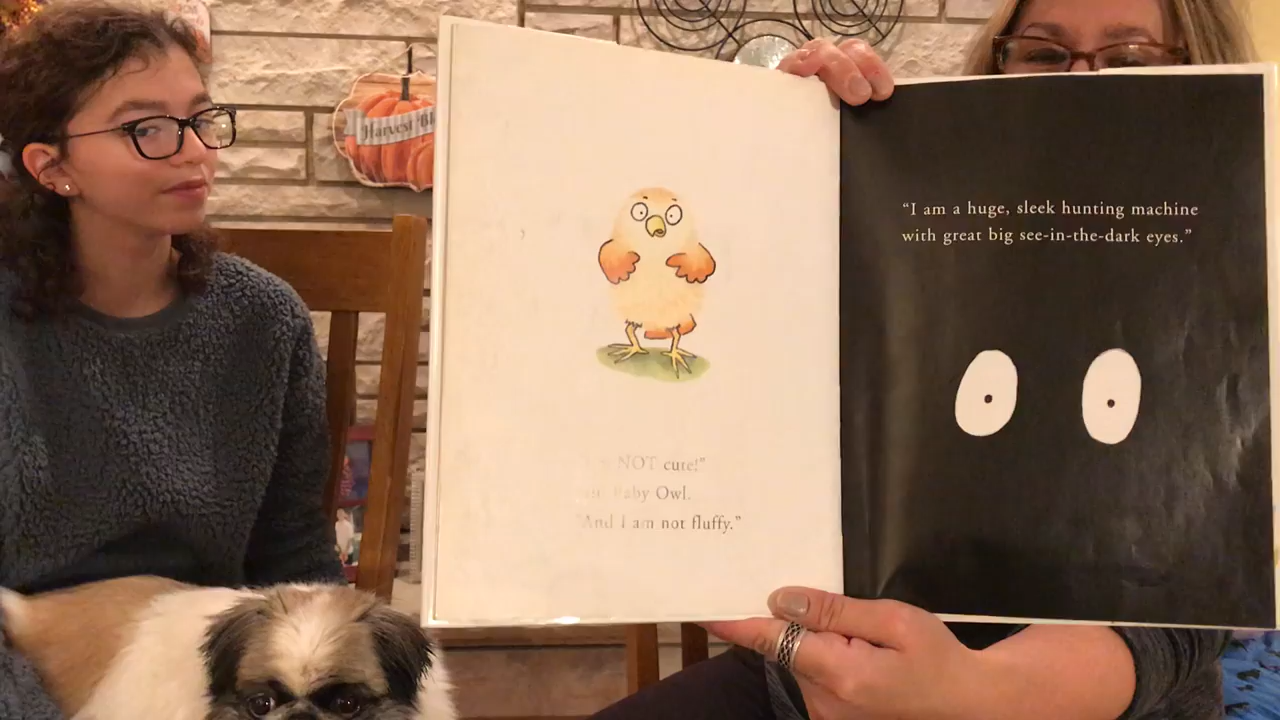 Harvest Bl
NOT cute!"
Baby Owl.
"And I am not fluffy."
"I am a huge, sleek hunting machine
with great big see-in-the-dark eyes."